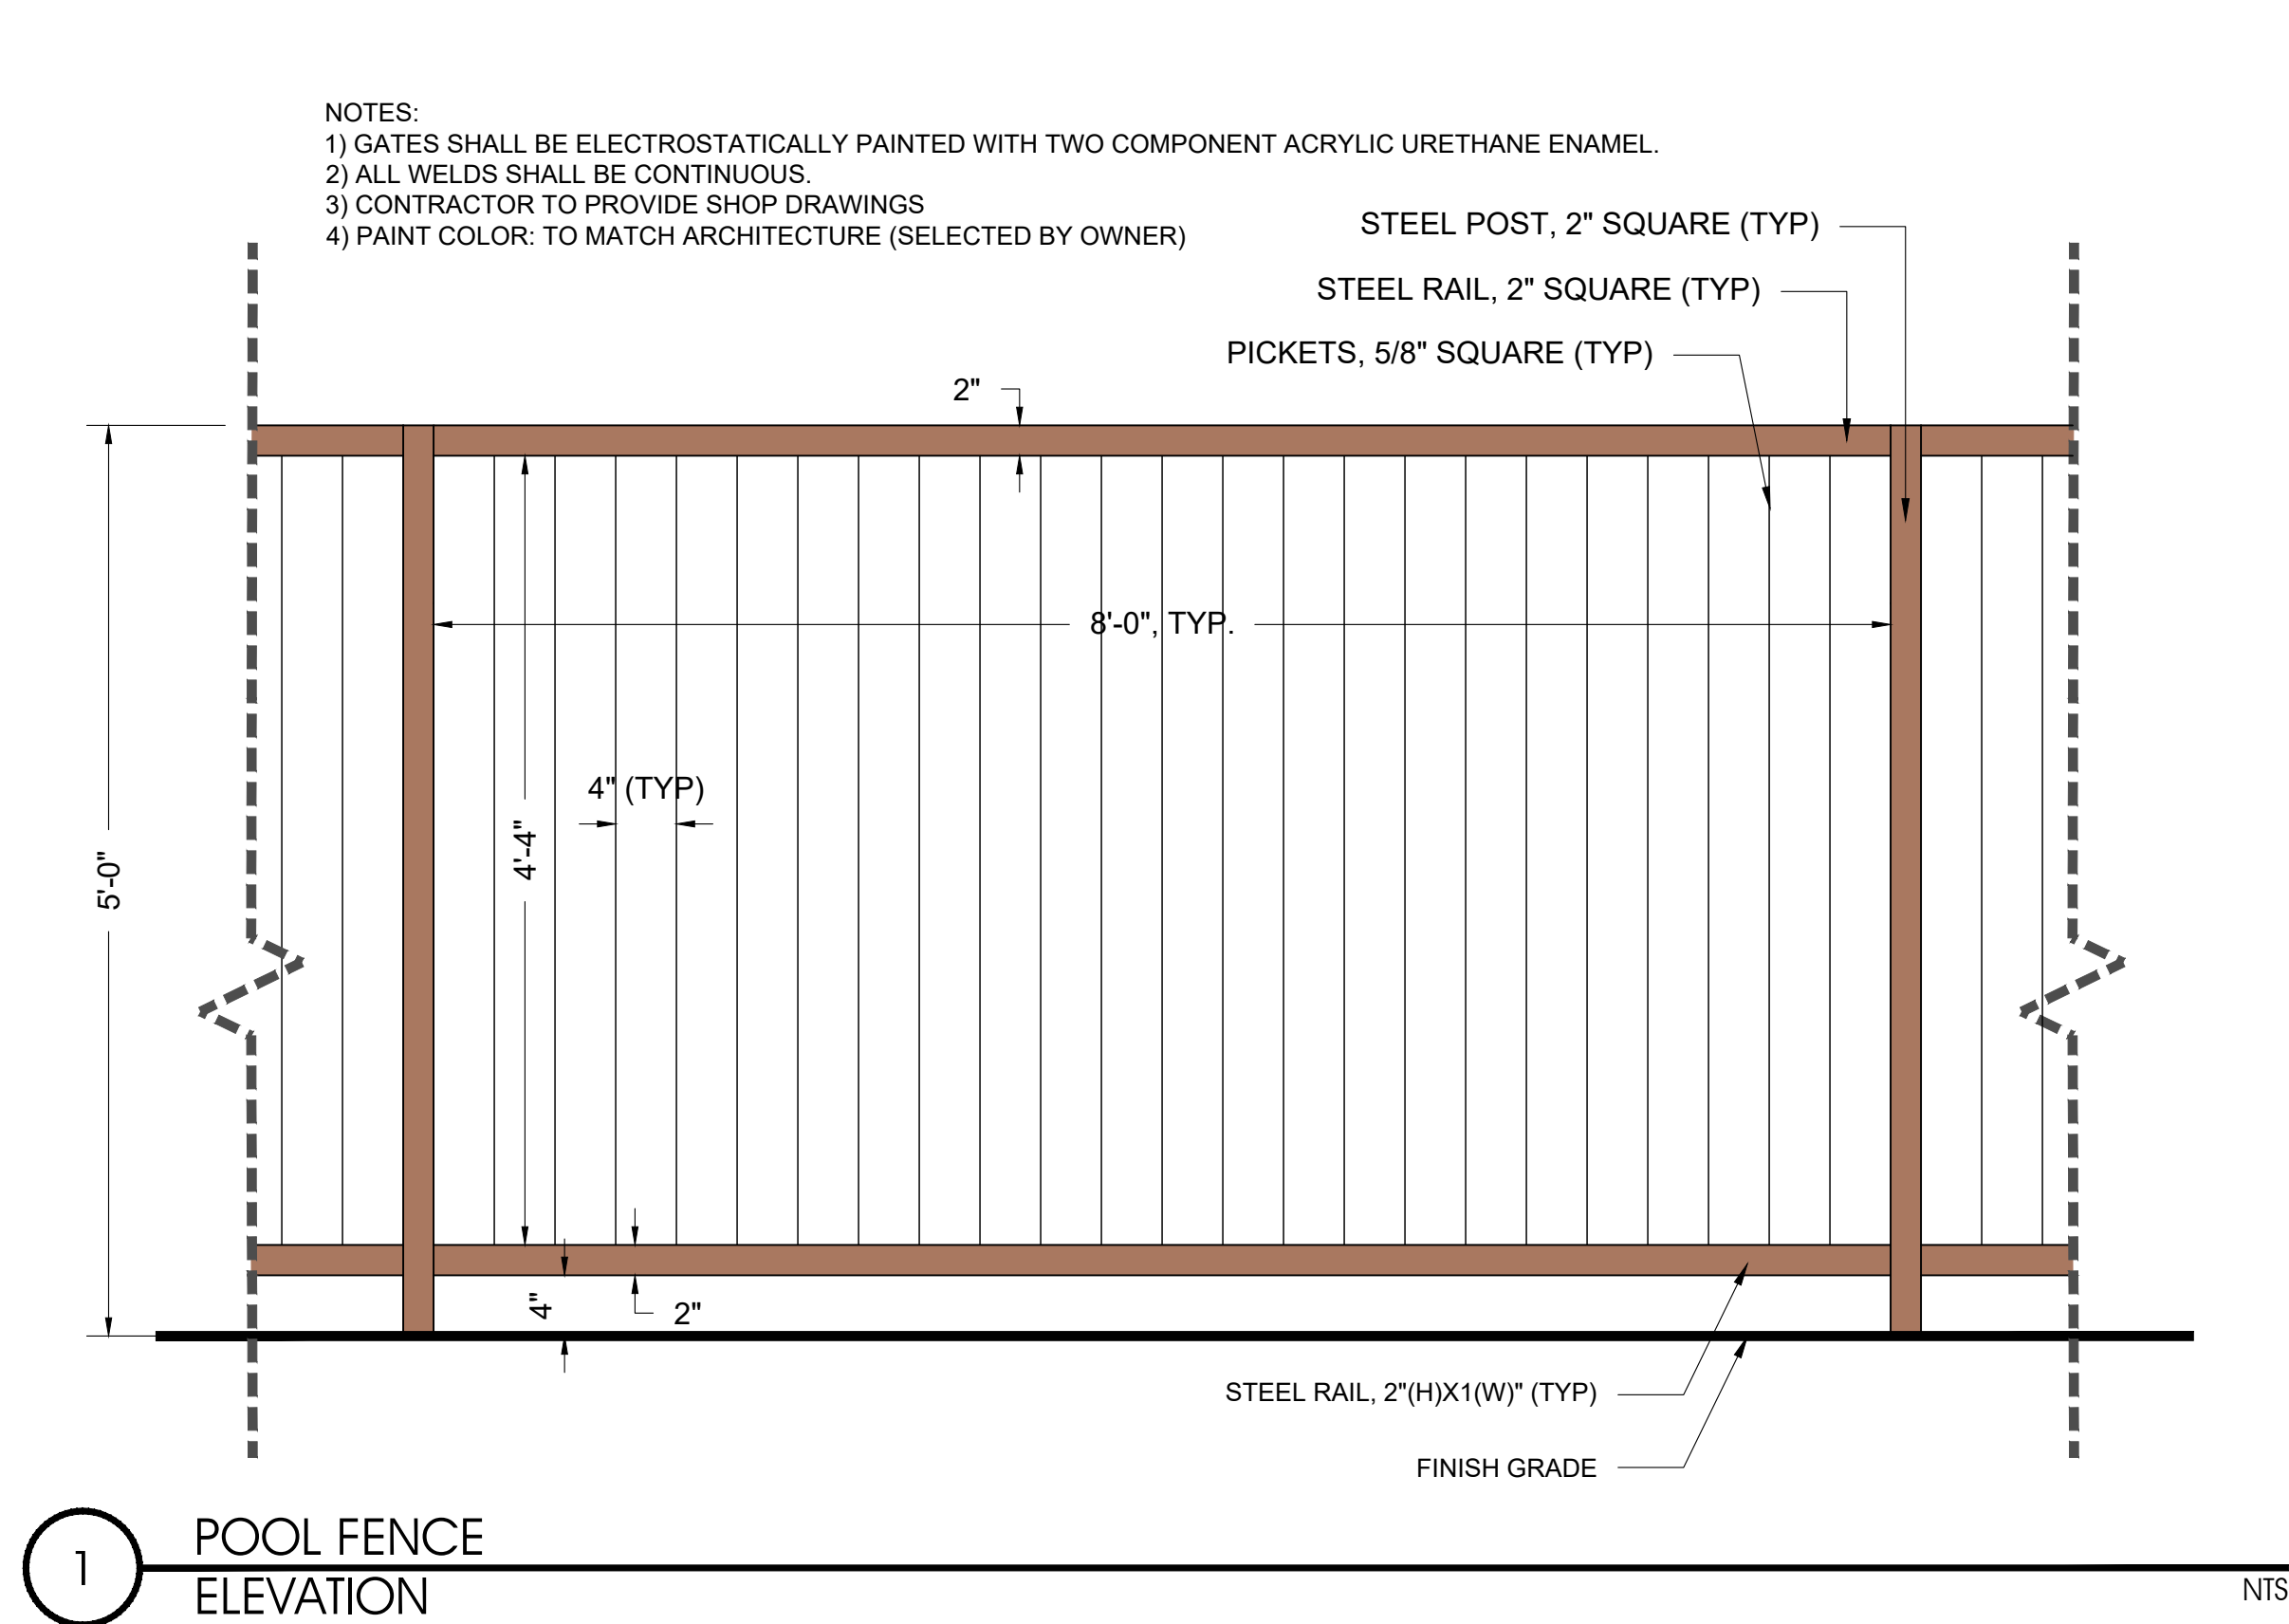 NOTES:
1) GATES SHALL BE ELECTROSTATICALLY PAINTED WITH TWO COMPONENT ACRYLIC URETHANE ENAMEL.
2) ALL WELDS SHALL BE CONTINUOUS.
3) CONTRACTOR TO PROVIDE SHOP DRAWINGS
4) PAINT COLOR: TO MATCH ARCHITECTURE (SELECTED BY OWNER)
STEEL POST, 2" SQUARE (TYP)
STEEL RAIL, 2" SQUARE (TYP)
PICKETS, 5/8" SQUARE (TYP)
2"
8'-0", TYP.
4" (TYP)
4'-4"
5'-0"
4"
2"
STEEL RAIL, 2"(H)X1(W)" (TYP)
FINISH GRADE
1
POOL FENCE
ELEVATION
NTS